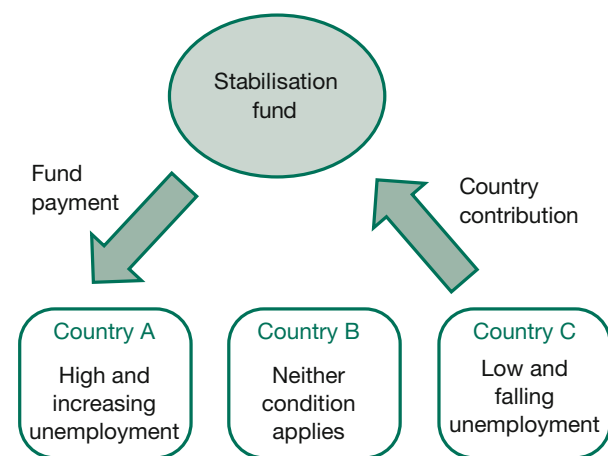 Stabilisation
fund
Fund
payment
Country
contribution
Country A
High and
increasing
unemployment
Country B
Neither
condition
applies
Country C
Low and
falling
unemployment